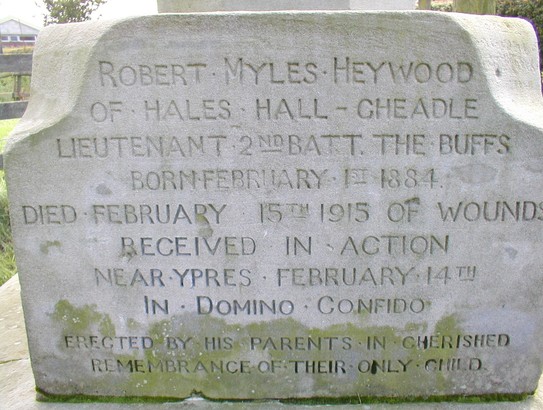 ROBERT · MYLES · HEYWOOD
OF · HALES · HALL – CHEADLE
LIEUTENANT · 2ND BATT. THE · BUFFS
BORN · FEBRUARY · 1ST · 1884.
DIED · FEBRUARY 15TH 1915 OF WOUNDS
RECEIVED IN ACTION
NEAR · YPRES · FEBRUARY · 14TH
IN · DOMINO · CONFIDO
ERECTED BY HIS PARENTS IN CHERISHED
REMEMBRANCE OF THEIR ONLY CHILD.